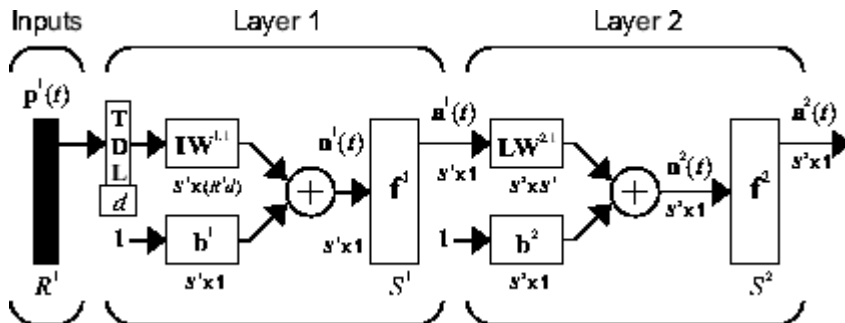 Inputs
Layer 1
Layer 2
p¹(t)
T
D
L
d
IW¹·¹
S¹x(R¹d)
1
b¹
S¹x1
n¹(t)
S¹x1
f¹
a¹(t)
S¹x1
LW²·¹
S²xS¹
1
b²
S²x1
n²(t)
S²x1
f²
a²(t)
S²x1
R¹
S¹
S²